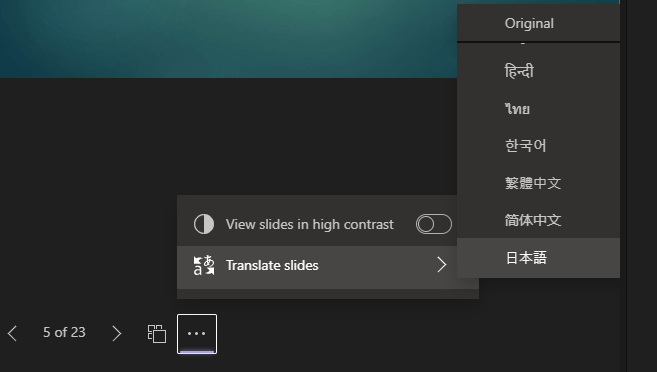 Original
हिन्दी
ไทย
한국어
繁體中文
简体中文
日本語
View slides in high contrast
Translate slides
5 of 23